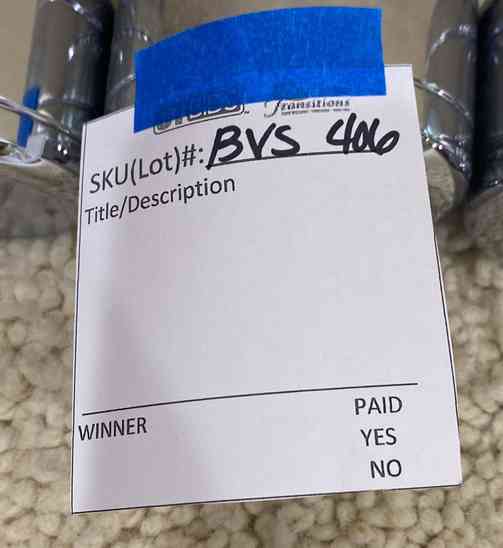 Transitions
SKU(Lot)#: BVS 406
Title/Description
WINNER
PAID
YES
NO